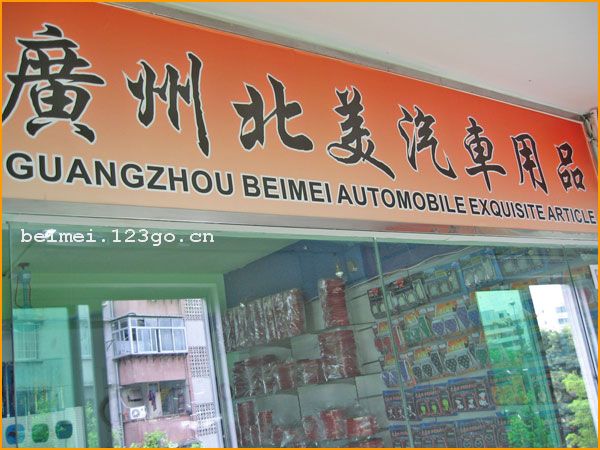 廣州北美汽車用品
GUANGZHOU BEIMEI AUTOMOBILE EXQUISITE ARTICLE
beimei.123go.cn